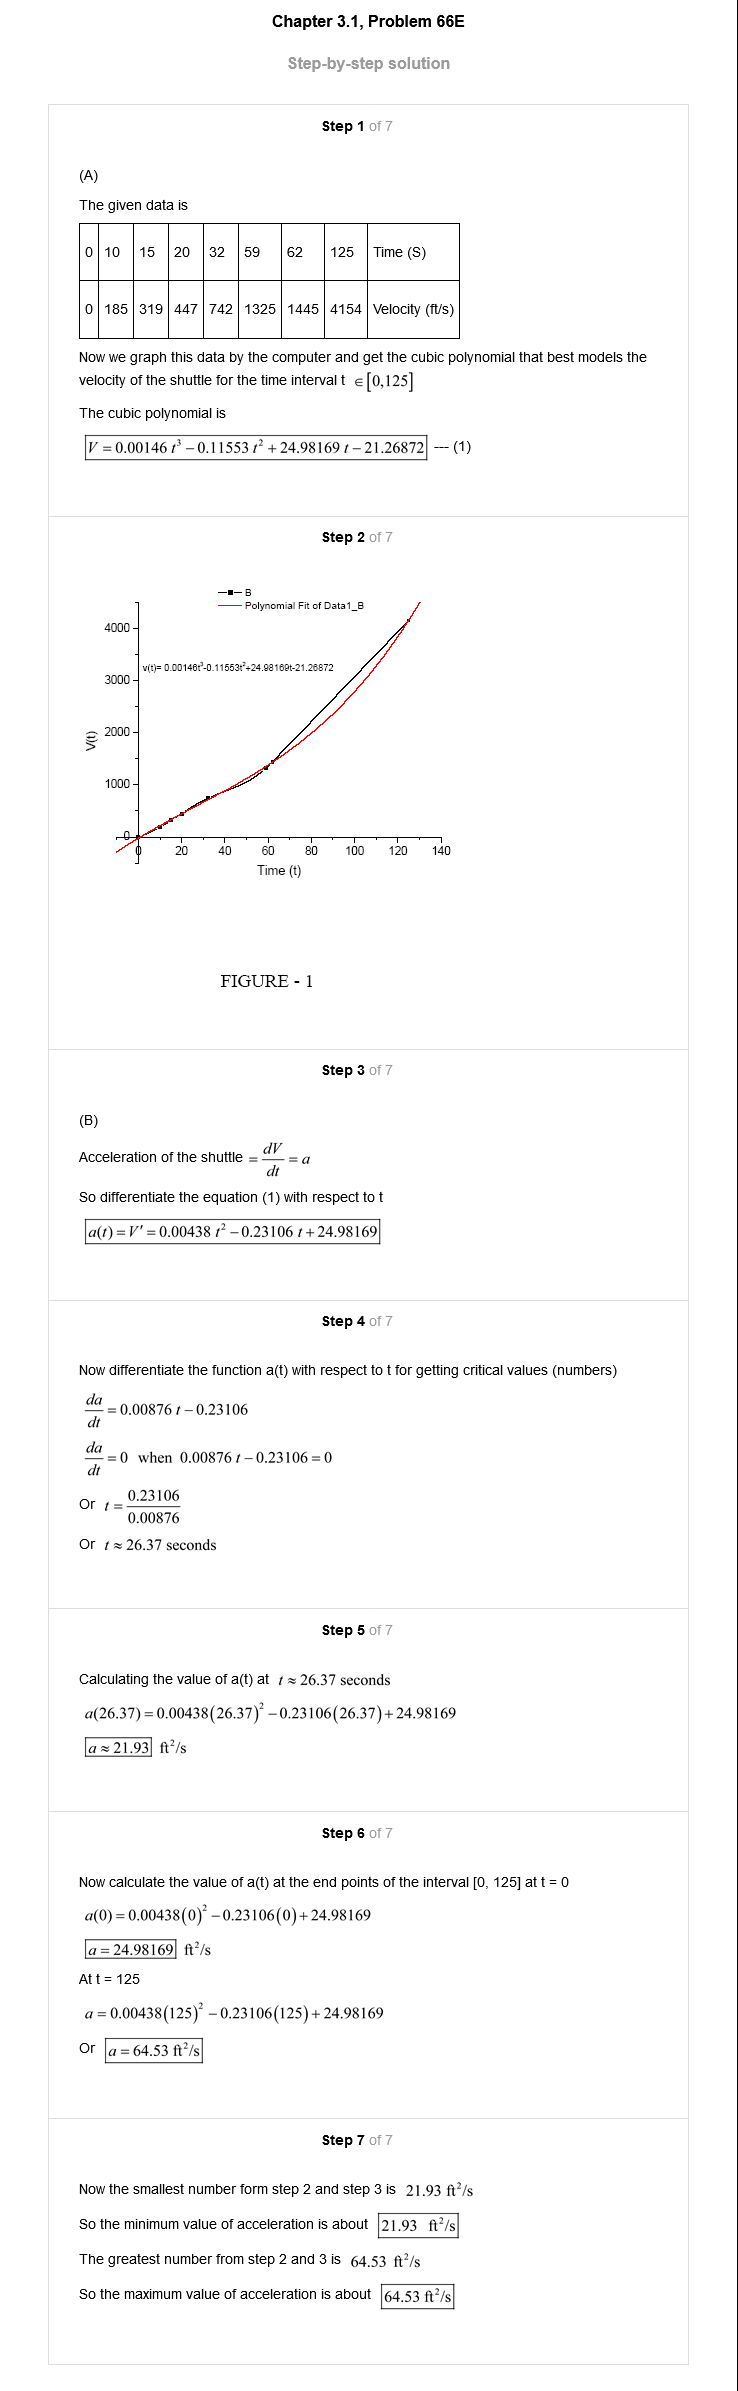 Chapter 3.1, Problem 66E
Step-by-step solution
Step 1 of 7
(A)
The given data is
0 10 15 20 32 59 62 125 Time (S)
0 185 319 447 742 1325 1445 4154 Velocity (ft/s)
Now we graph this data by the computer and get the cubic polynomial that best models the
velocity of the shuttle for the time interval t ∈[0,125]
The cubic polynomial is
V = 0.00146 t³ − 0.11553 t² + 24.98169 t − 21.26872 --- (1)
Step 2 of 7
B
Polynomial Fit of Data1_B
v(t)= 0.00146t³-0.11553t²+24.98169t-21.26872
4000
3000
2000
1000
0
V(t)
0 20 40 60 80 100 120 140
Time (t)
FIGURE - 1
Step 3 of 7
(B)
Acceleration of the shuttle = dV/dt = a
So differentiate the equation (1) with respect to t
a(t) = V' = 0.00438 t² − 0.23106 t + 24.98169
Step 4 of 7
Now differentiate the function a(t) with respect to t for getting critical values (numbers)
da/dt = 0.00876 t − 0.23106
da/dt = 0 when 0.00876 t − 0.23106 = 0
Or t = 0.23106/0.00876
Or t ≈ 26.37 seconds
Step 5 of 7
Calculating the value of a(t) at t ≈ 26.37 seconds
a(26.37) = 0.00438(26.37)² − 0.23106(26.37) + 24.98169
a ≈ 21.93 ft²/s
Step 6 of 7
Now calculate the value of a(t) at the end points of the interval [0, 125] at t = 0
a(0) = 0.00438(0)² − 0.23106(0) + 24.98169
a = 24.98169 ft²/s
At t = 125
a = 0.00438(125)² − 0.23106(125) + 24.98169
Or a = 64.53 ft²/s
Step 7 of 7
Now the smallest number form step 2 and step 3 is 21.93 ft²/s
So the minimum value of acceleration is about 21.93 ft²/s
The greatest number from step 2 and 3 is 64.53 ft²/s
So the maximum value of acceleration is about 64.53 ft²/s